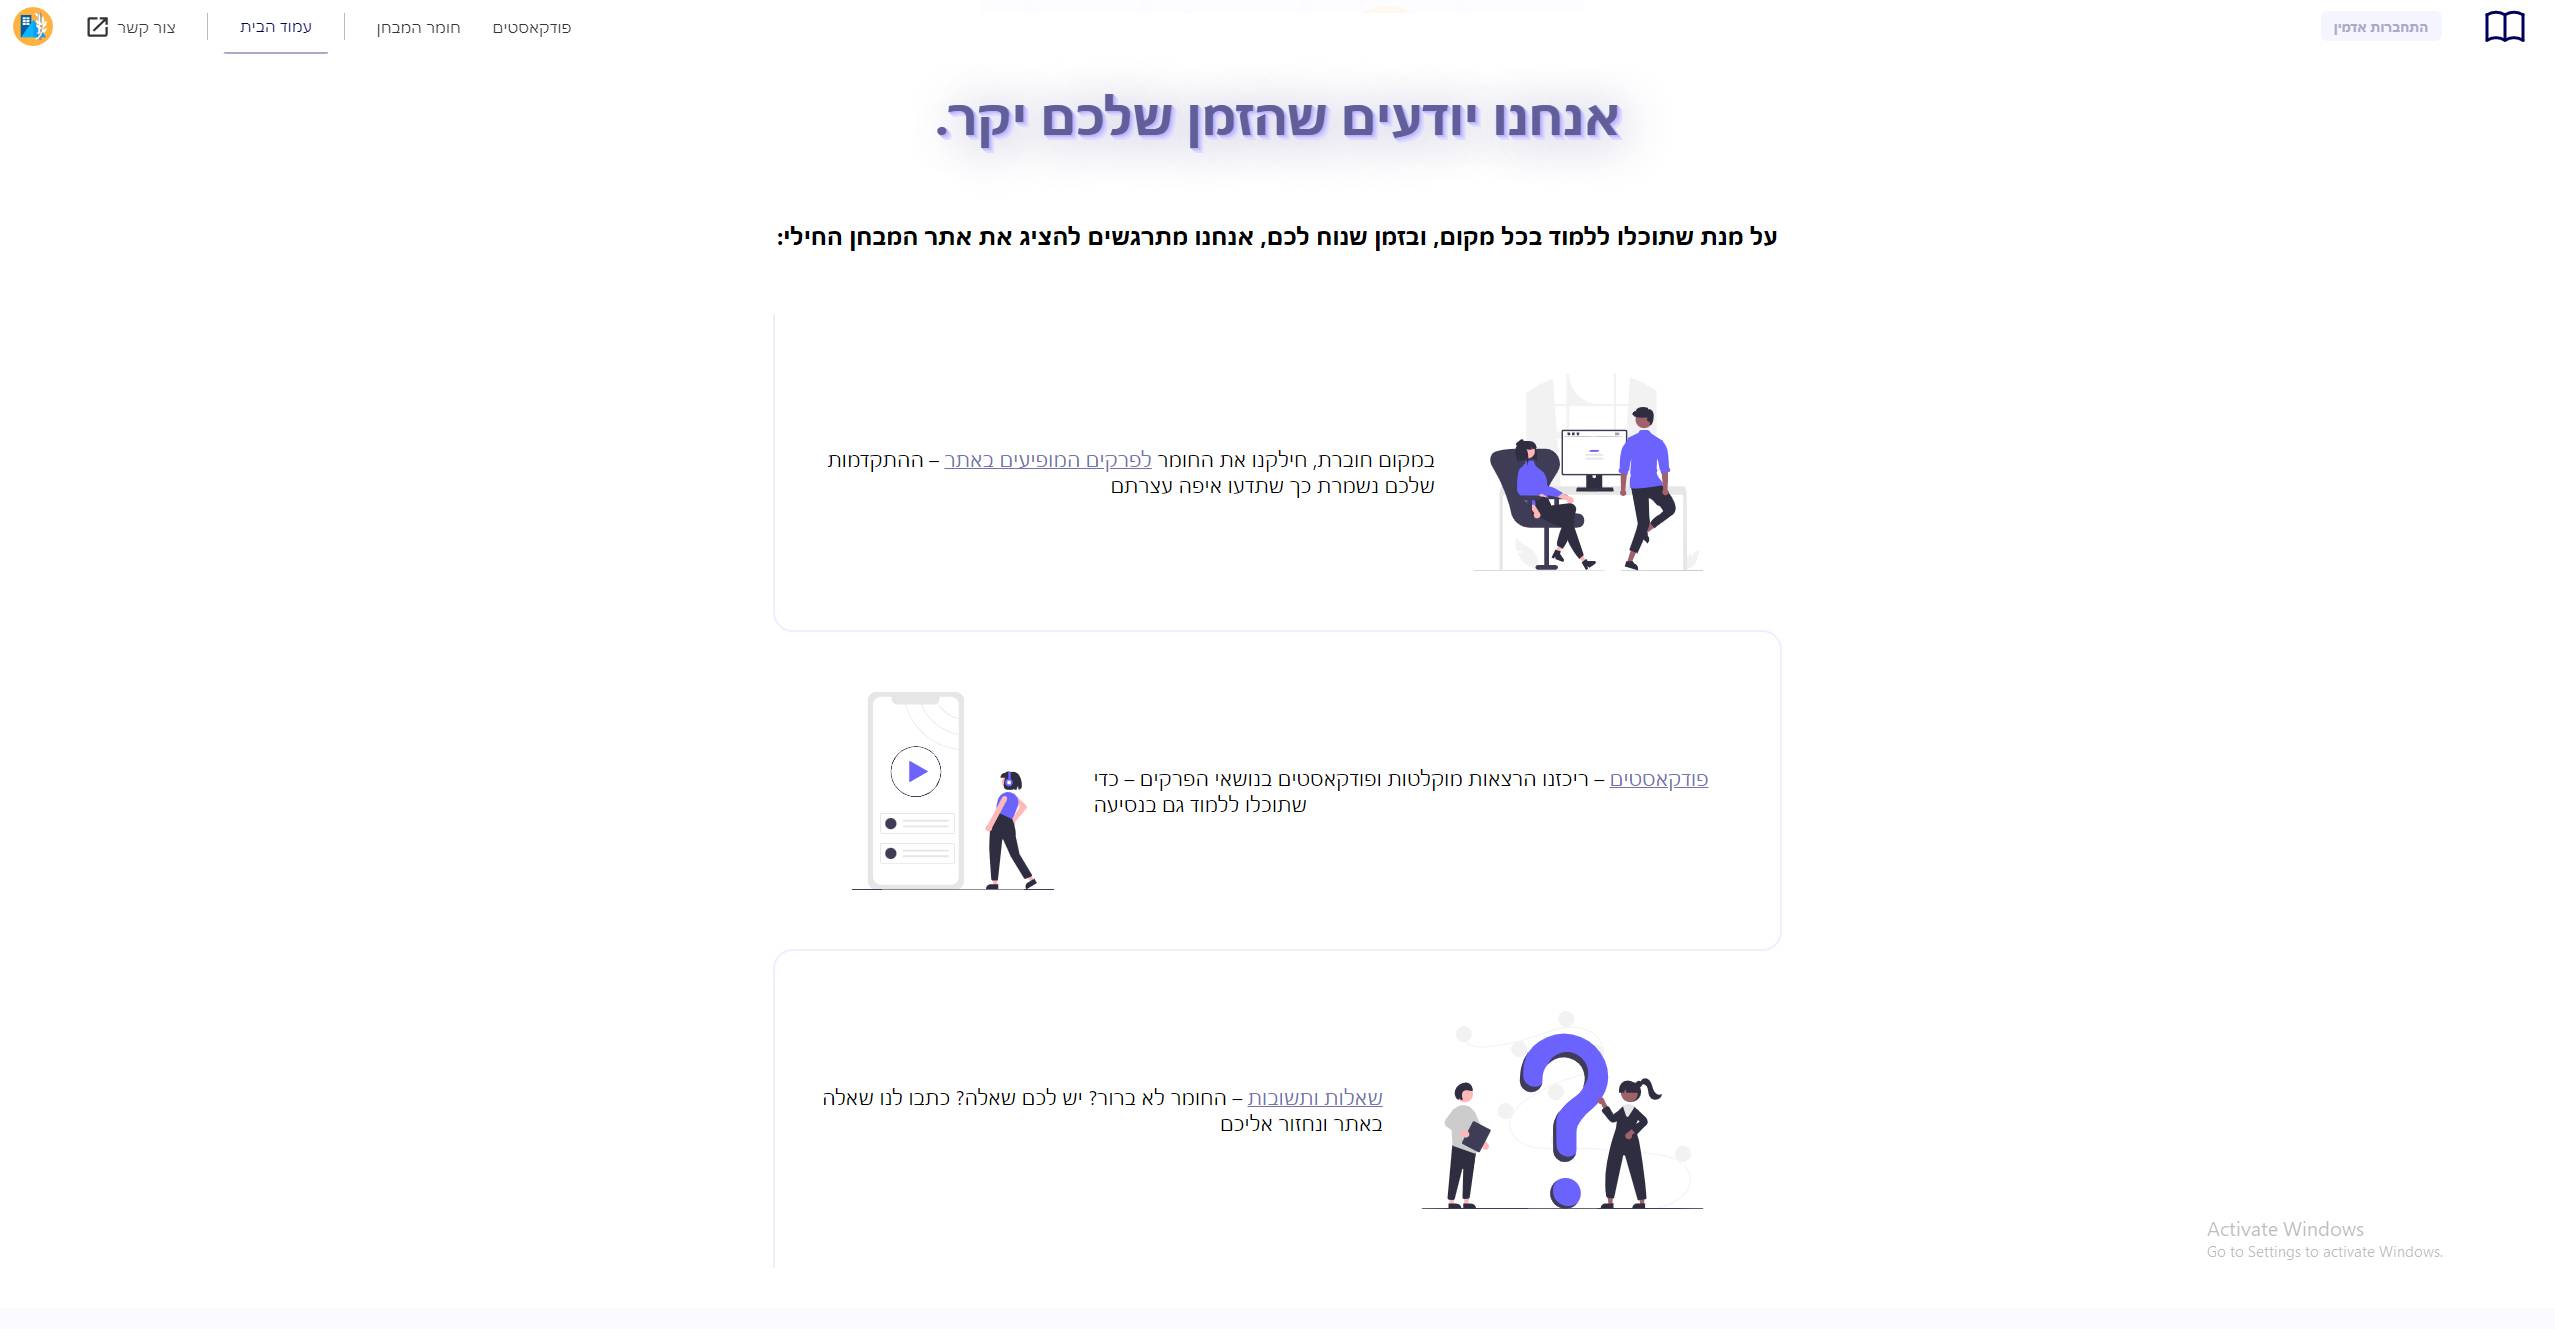 התחברות אדמין
פודקאסטים
חומר המבחן
עמוד הבית
צור קשר
אנחנו יודעים שהזמן שלכם יקר.
על מנת שתוכלו ללמוד בכל מקום, ובזמן שנוח לכם, אנחנו מתרגשים להציג את אתר המבחן החילי:
במקום חוברת, חילקנו את החומר לפרקים המופיעים באתר – ההתקדמות
שלכם נשמרת כך שתדעו איפה עצרתם
פודקאסטים – ריכזנו הרצאות מוקלטות ופודקאסטים בנושאי הפרקים – כדי
שתוכלו ללמוד גם בנסיעה
שאלות ותשובות – החומר לא ברור? יש לכם שאלה? כתבו לנו שאלה
באתר ונחזור אליכם
Activate Windows
Go to Settings to activate Windows.